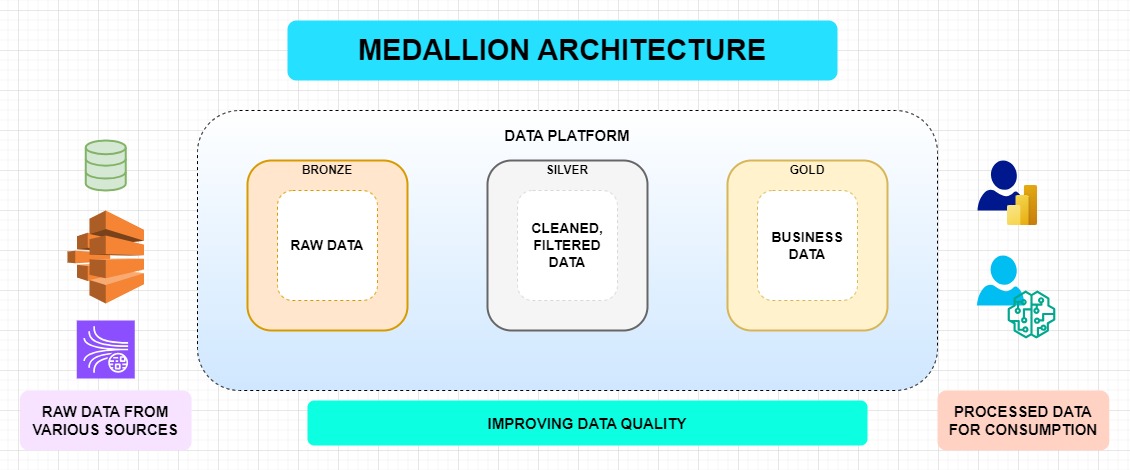 MEDALLION ARCHITECTURE
DATA PLATFORM
BRONZE
RAW DATA
SILVER
CLEANED,
FILTERED
DATA
GOLD
BUSINESS
DATA
RAW DATA FROM
VARIOUS SOURCES
IMPROVING DATA QUALITY
PROCESSED DATA
FOR CONSUMPTION